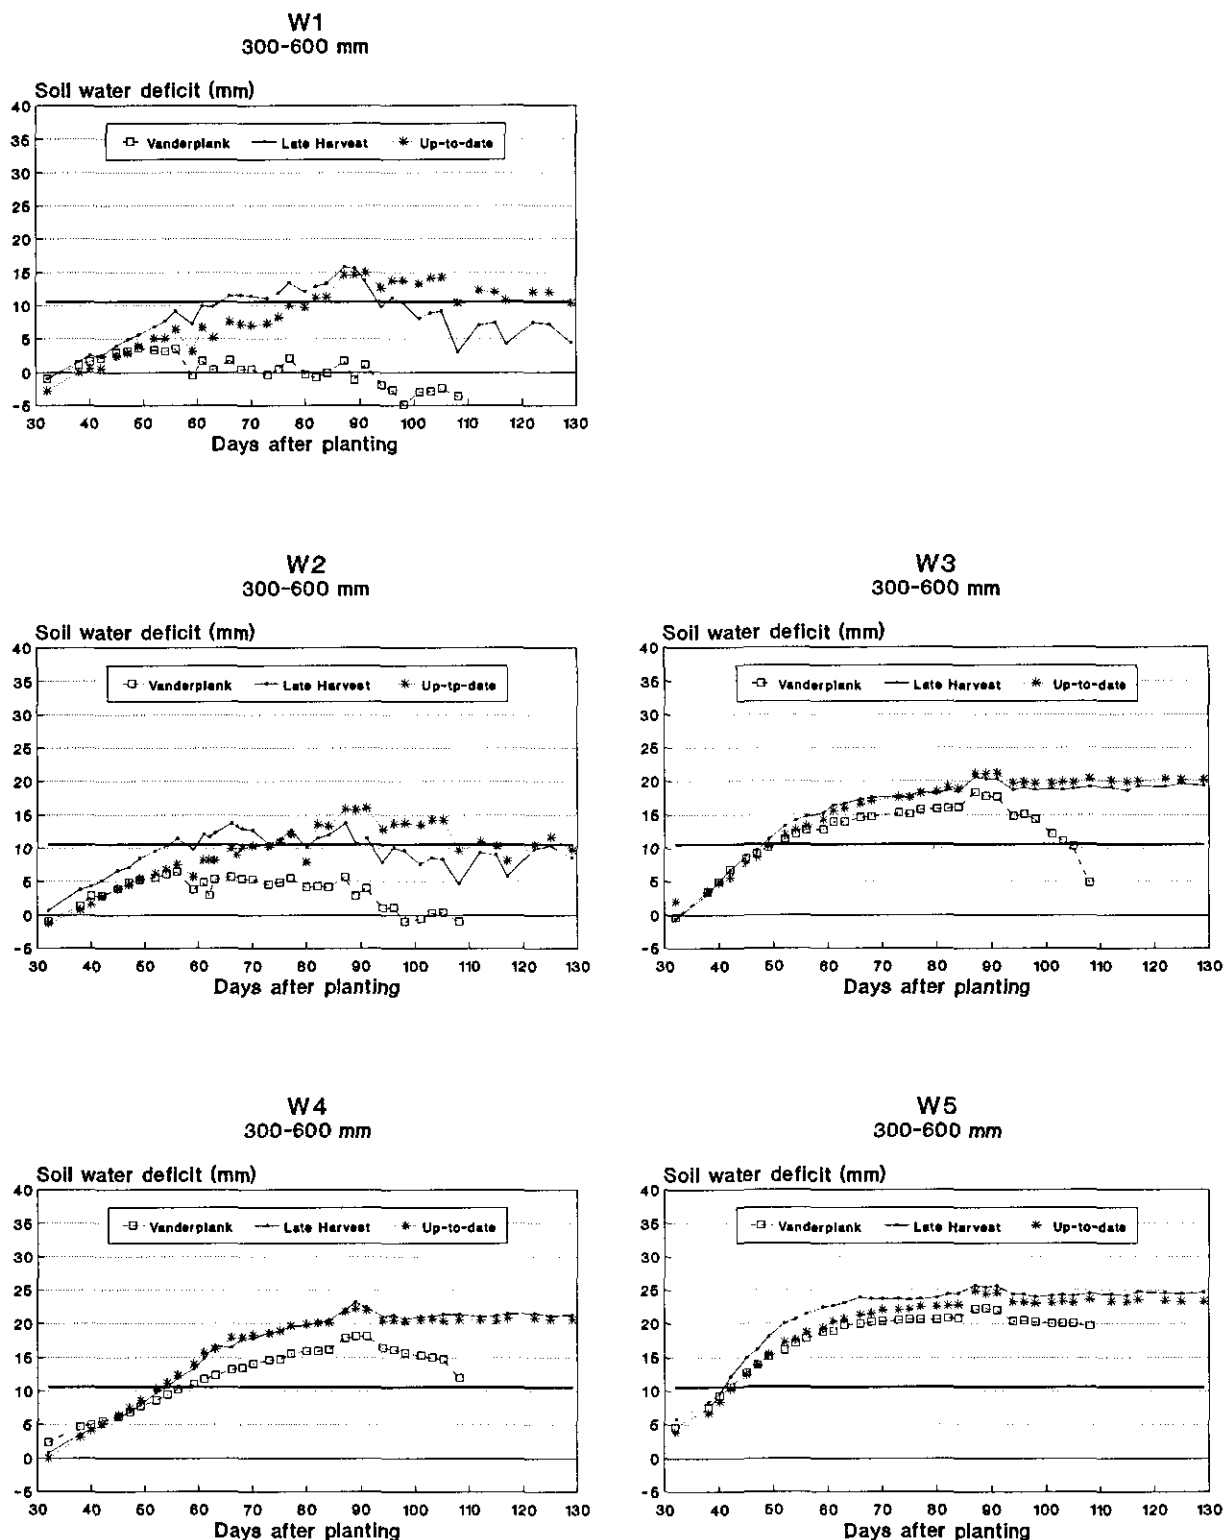 W1
300-600 mm
Soil water deficit (mm)
40
35
30
25
20
15
10
5
0
-5
Vanderplank Late Harvest Up-to-date
30 40 50 60 70 80 90 100 110 120 130
Days after planting
W2
300-600 mm
Soil water deficit (mm)
40
35
30
25
20
15
10
5
0
-5
Vanderplank Late Harvest Up-tp-date
30 40 50 60 70 80 90 100 110 120 130
Days after planting
W3
300-600 mm
Soil water deficit (mm)
40
35
30
25
20
15
10
5
0
-5
Vanderplank Late Harvest Up-to-date
30 40 50 60 70 80 90 100 110 120 130
Days after planting
W4
300-600 mm
Soil water deficit (mm)
40
35
30
25
20
15
10
5
0
-5
Vanderplank Late Harvest Up-to-date
30 40 50 60 70 80 90 100 110 120 130
Days after planting
W5
300-600 mm
Soil water deficit (mm)
40
35
30
25
20
15
10
5
0
-5
Vanderplank Late Harvest Up-to-date
30 40 50 60 70 80 90 100 110 120 130
Days after planting